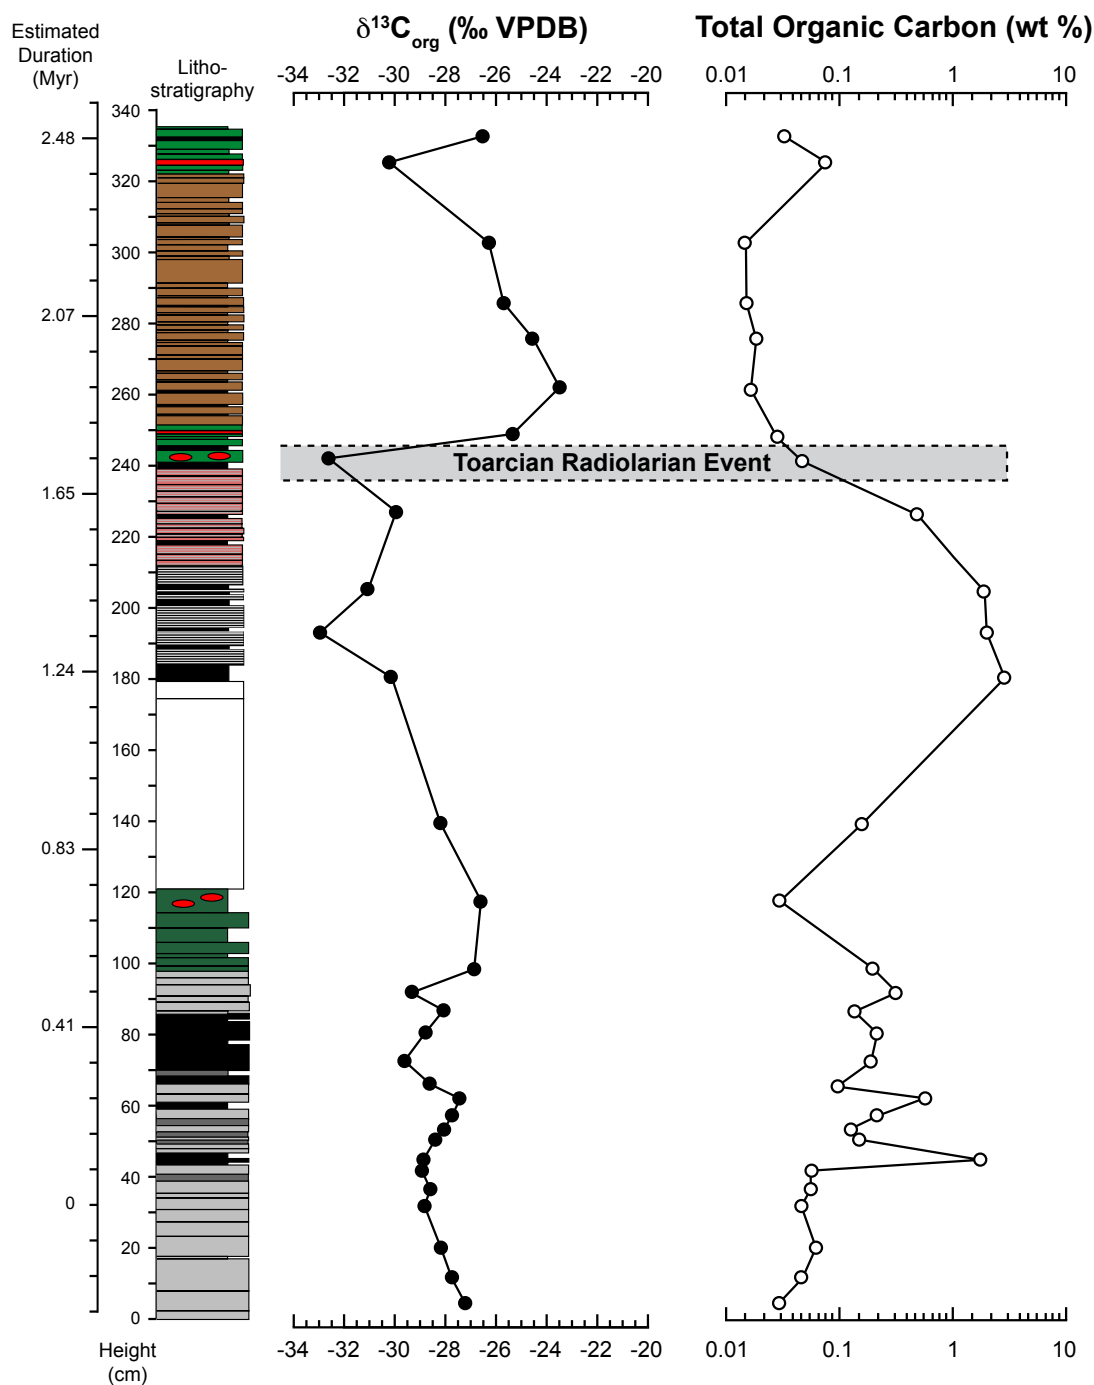 Estimated
Duration
(Myr)
Litho-
stratigraphy
δ13Corg (‰ VPDB)
Total Organic Carbon (wt %)
-34 -32 -30 -28 -26 -24 -22 -20
0.01 0.1 1 10
340
2.48
320
300
2.07
280
260
240
Toarcian Radiolarian Event
1.65
220
200
1.24
180
160
140
0.83
120
100
0.41
80
60
40
0
20
0
-34 -32 -30 -28 -26 -24 -22 -20
0.01 0.1 1 10
Height
(cm)